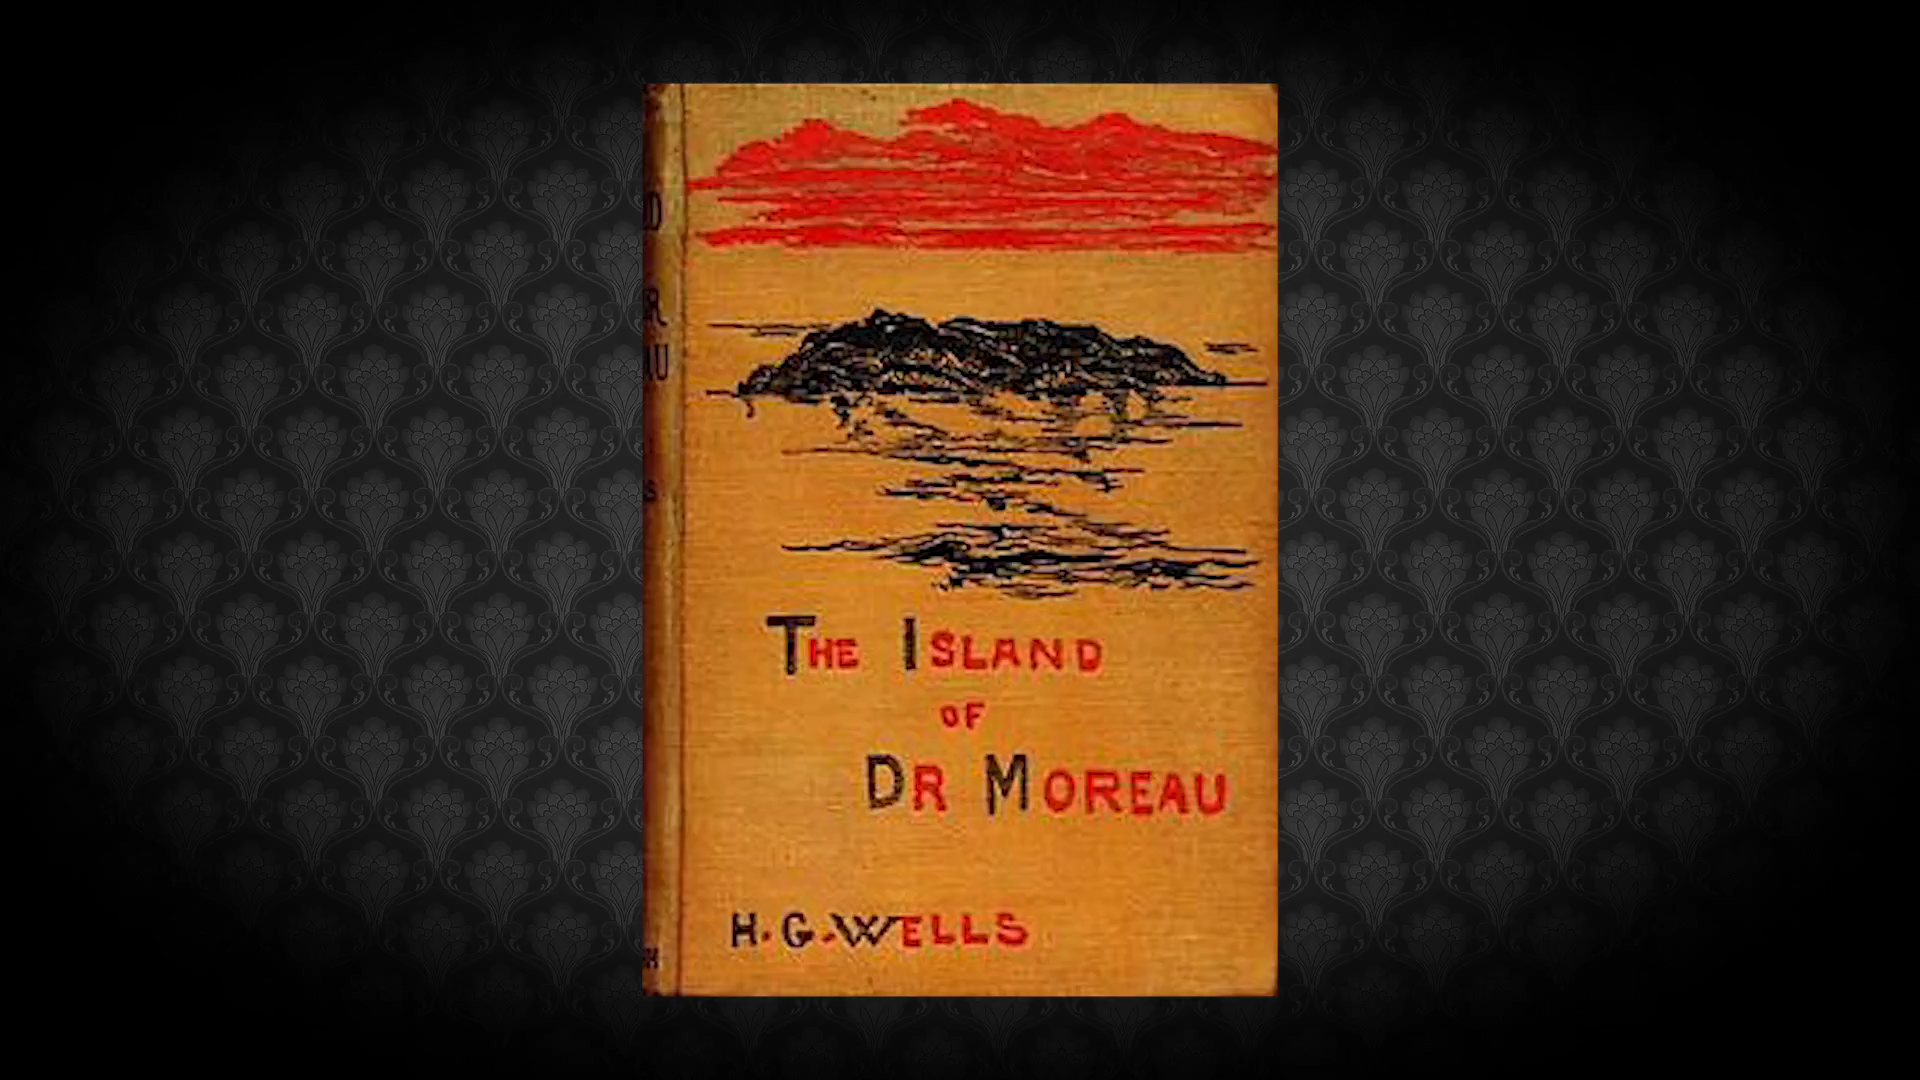 The Island
of
Dr Moreau
H. G. Wells